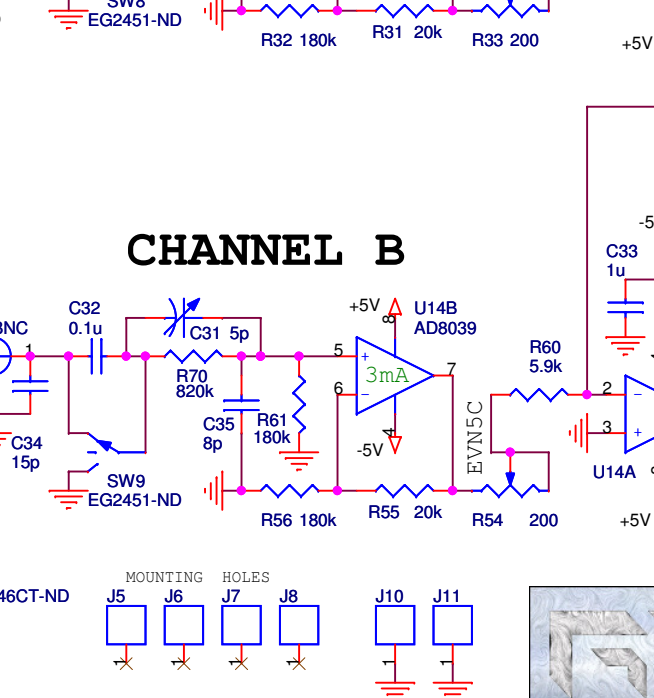 SW8
EG2451-ND
R32 180k
R31 20k
R33 200
+5V
CHANNEL B
-5
C33
1u
C32
0.1u
C31 5p
+5V
8
U14B
AD8039
BNC
1
R70
820k
5
+
3mA
7
6
-
R60
5.9k
2
-
3
+
U14A
C35
8p
R61
180k
4
-5V
EVN5C
C34
15p
SW9
EG2451-ND
R56 180k
R55 20k
R54 200
+5V
MOUNTING HOLES
46CT-ND
J5
J6
J7
J8
J10
J11
1
1
1
1
1
1